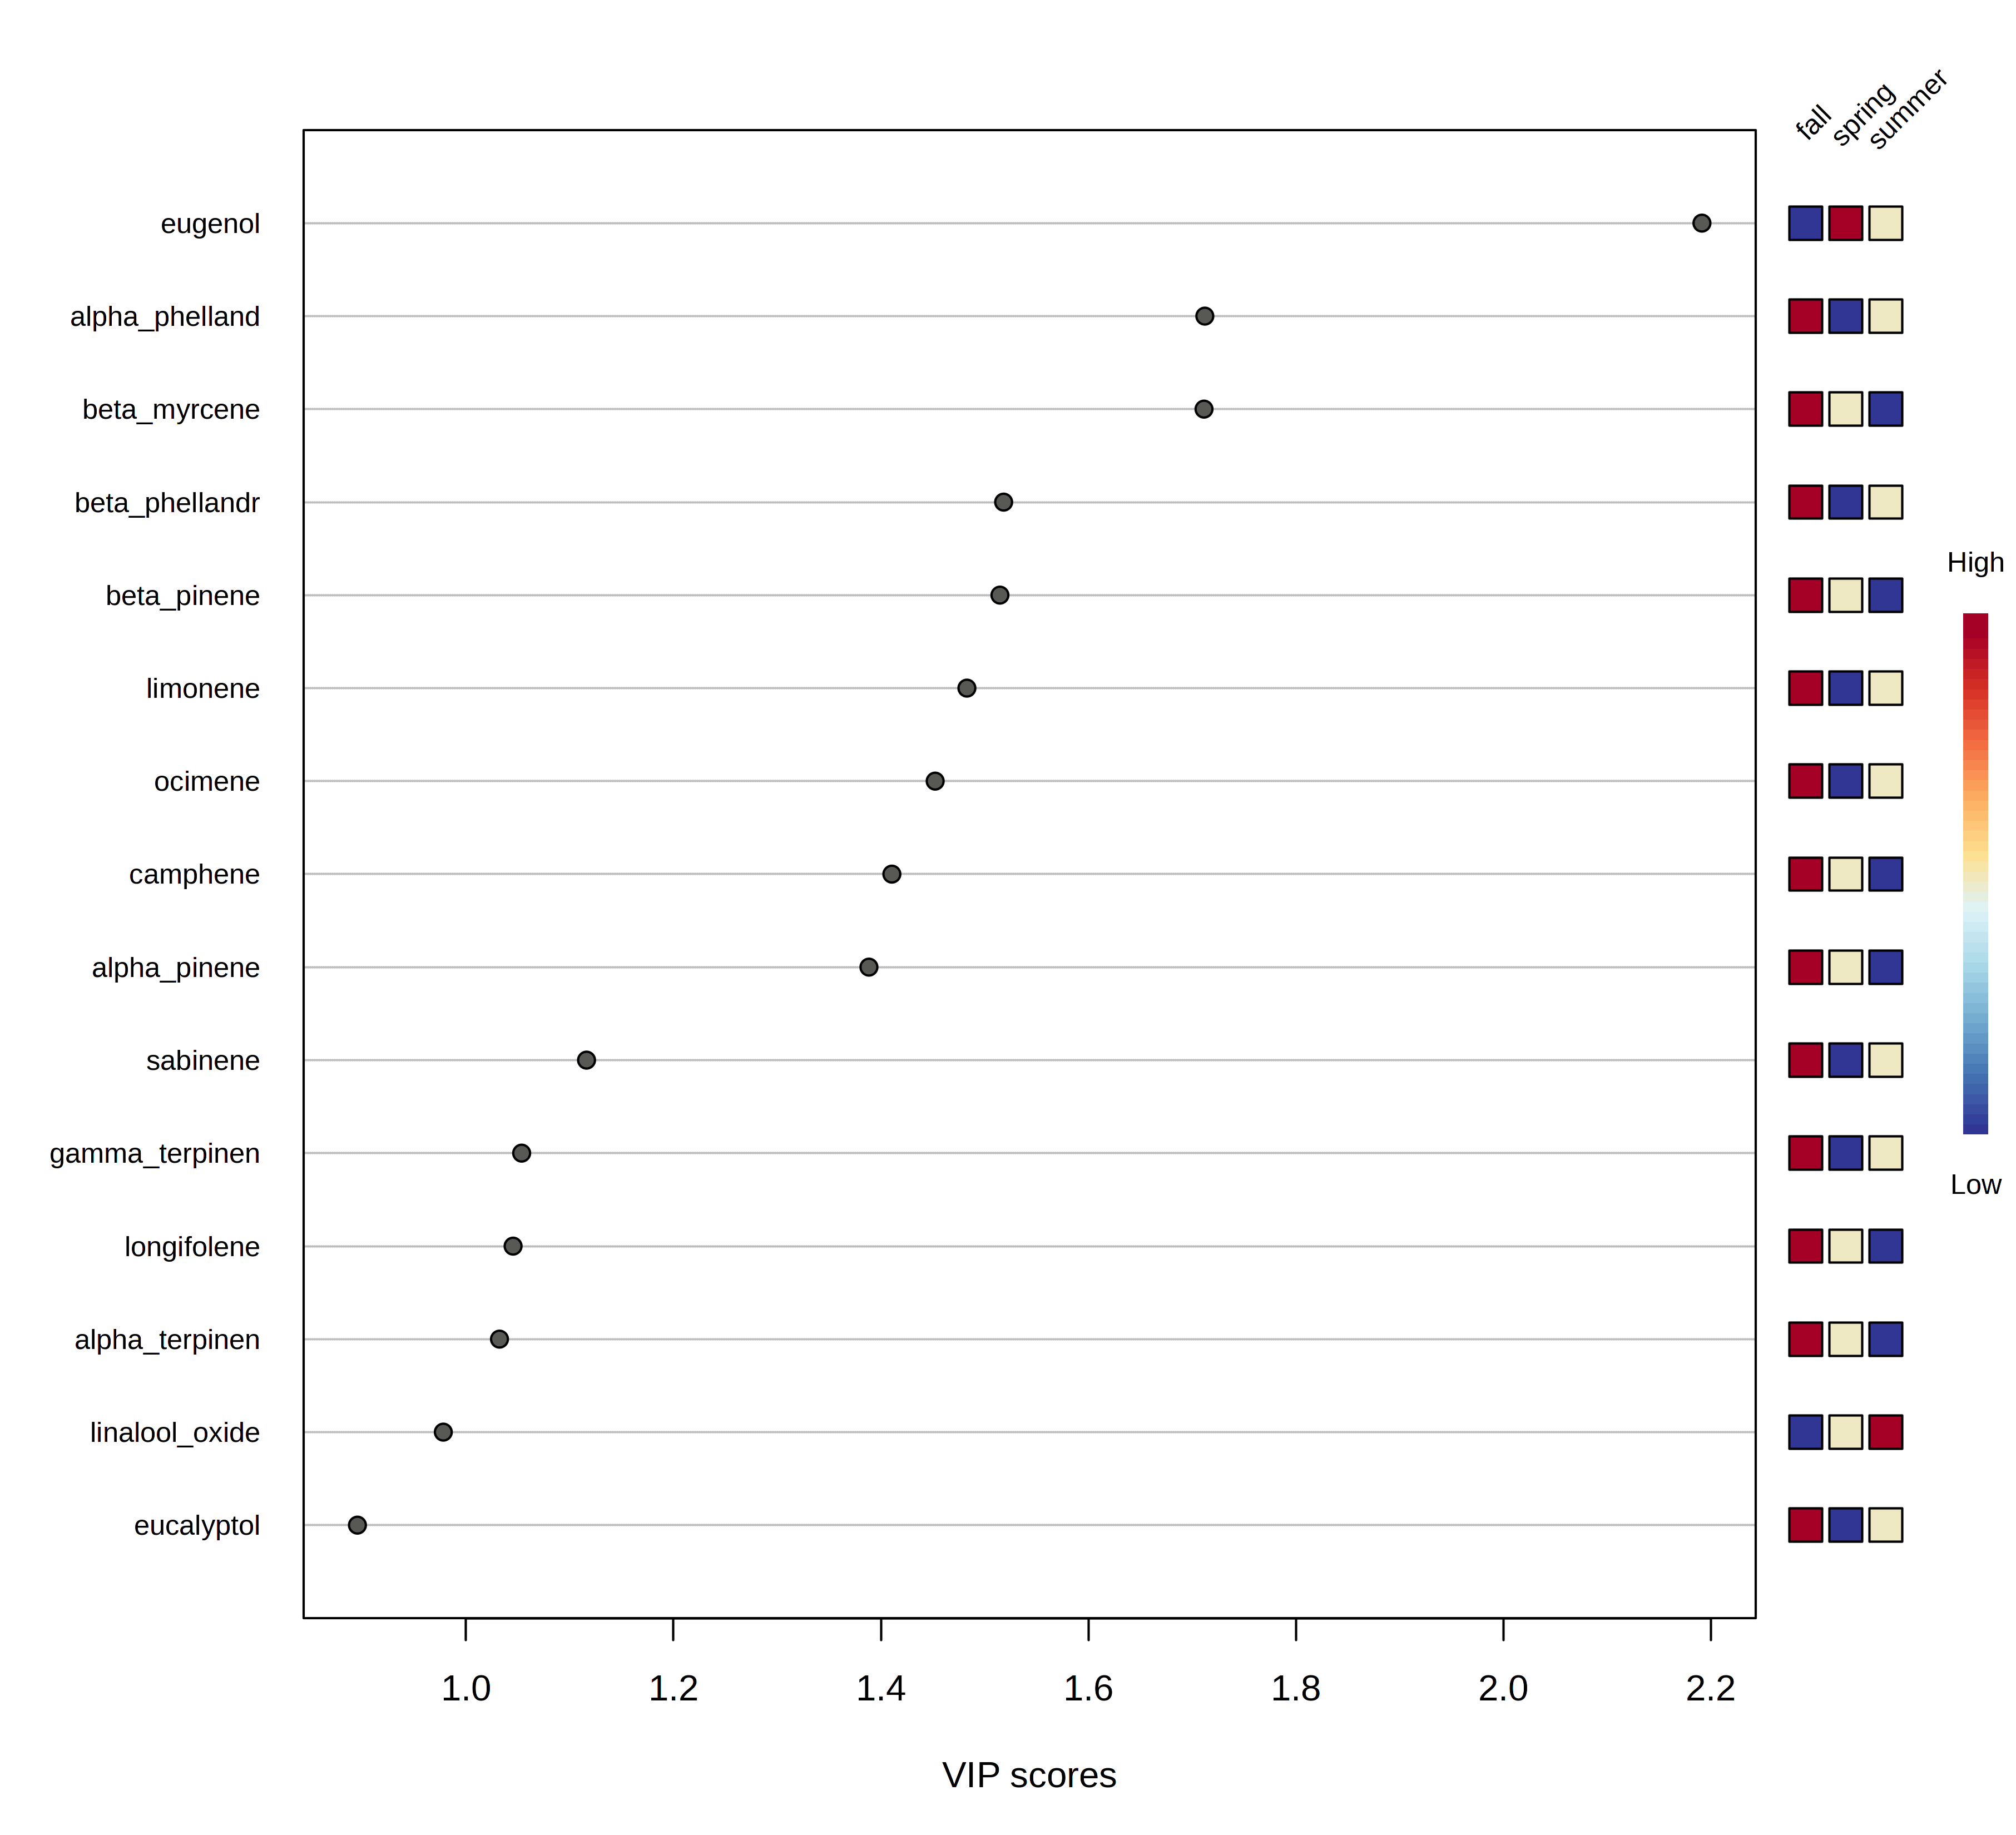 fall
spring
summer
eugenol
alpha_phelland
beta_myrcene
beta_phellandr
beta_pinene
limonene
ocimene
camphene
alpha_pinene
sabinene
gamma_terpinen
longifolene
alpha_terpinen
linalool_oxide
eucalyptol
High
Low
1.0 1.2 1.4 1.6 1.8 2.0 2.2
VIP scores